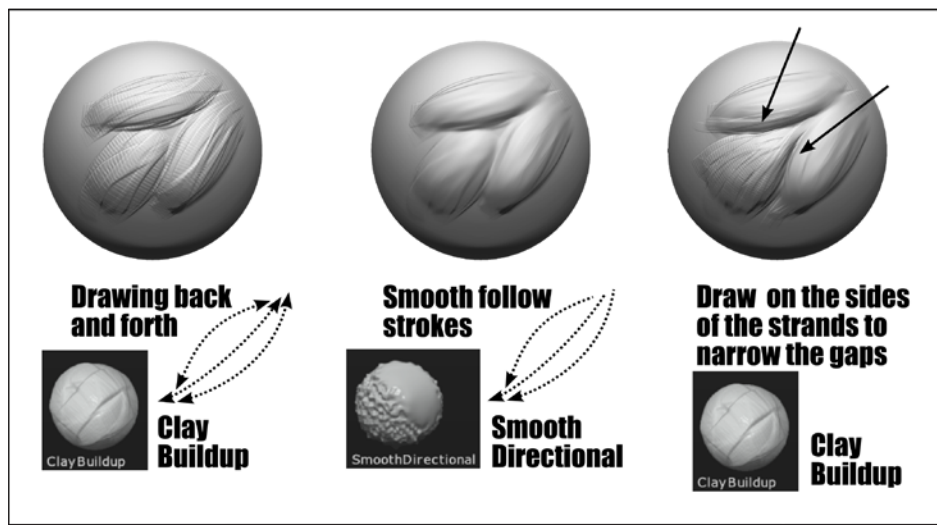 Drawing back
and forth
ClayBuildup
Clay
Buildup
Smooth follow
strokes
SmoothDirectional
Smooth
Directional
Draw on the sides
of the strands to
narrow the gaps
ClayBuildup
Clay
Buildup